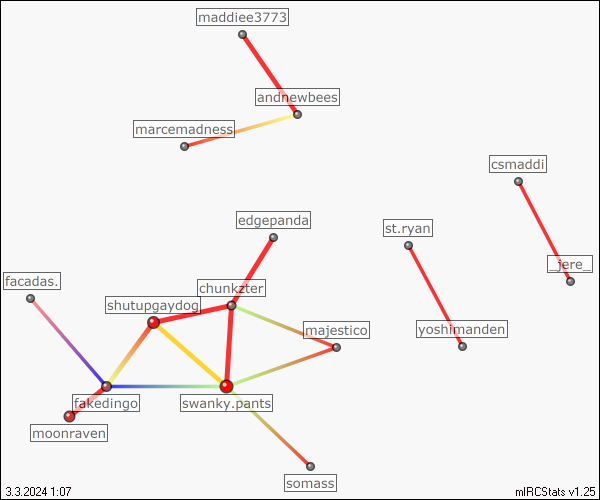 maddiee3773
andnewbees
marcemadness
csmaddi
edgepanda
st.ryan
_jere_
facadas.
chunkzter
shutupgaydog
majestico
yoshimanden
fakedingo
swanky.pants
moonraven
somass
3.3.2024 1:07
mIRCStats v1.25